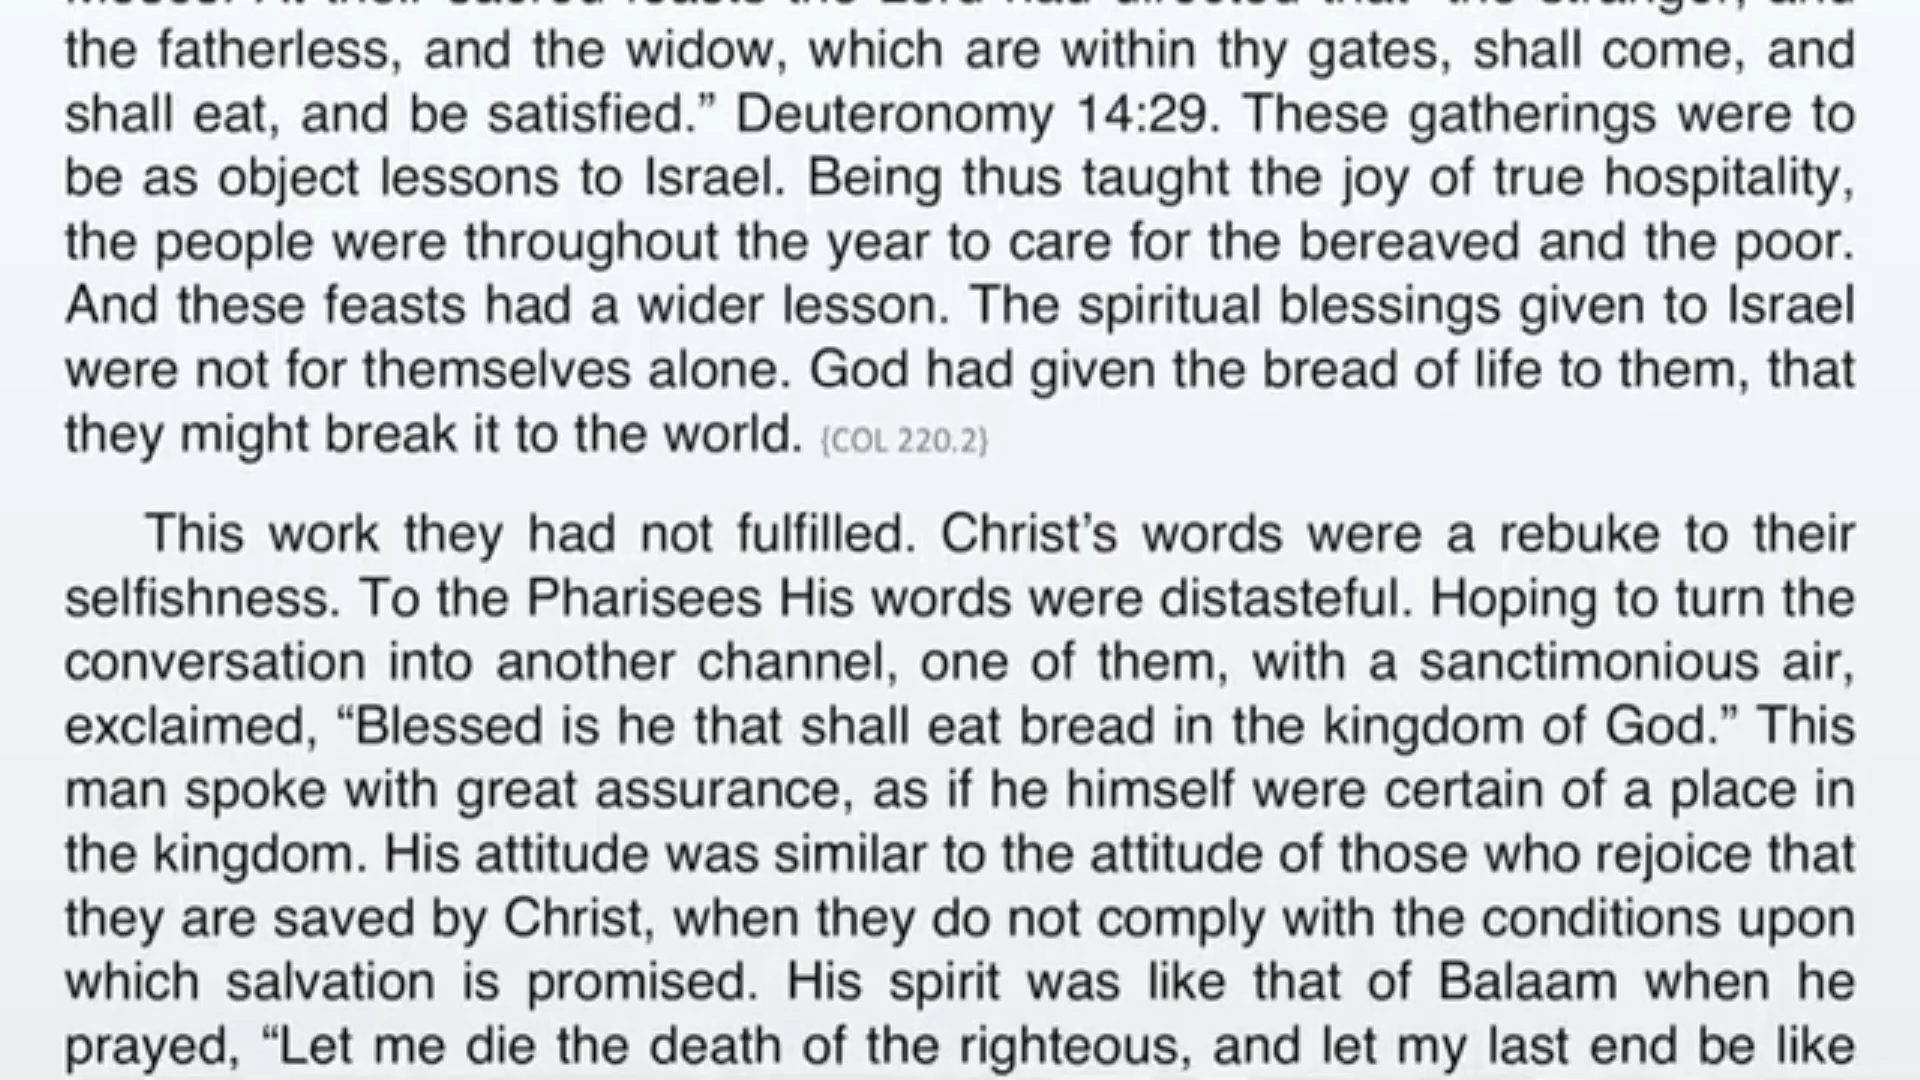 the fatherless, and the widow, which are within thy gates, shall come, and
shall eat, and be satisfied.” Deuteronomy 14:29. These gatherings were to
be as object lessons to Israel. Being thus taught the joy of true hospitality,
the people were throughout the year to care for the bereaved and the poor.
And these feasts had a wider lesson. The spiritual blessings given to Israel
were not for themselves alone. God had given the bread of life to them, that
they might break it to the world. {COL 220.2}
This work they had not fulfilled. Christ’s words were a rebuke to their
selfishness. To the Pharisees His words were distasteful. Hoping to turn the
conversation into another channel, one of them, with a sanctimonious air,
exclaimed, “Blessed is he that shall eat bread in the kingdom of God.” This
man spoke with great assurance, as if he himself were certain of a place in
the kingdom. His attitude was similar to the attitude of those who rejoice that
they are saved by Christ, when they do not comply with the conditions upon
which salvation is promised. His spirit was like that of Balaam when he
prayed, “Let me die the death of the righteous, and let my last end be like